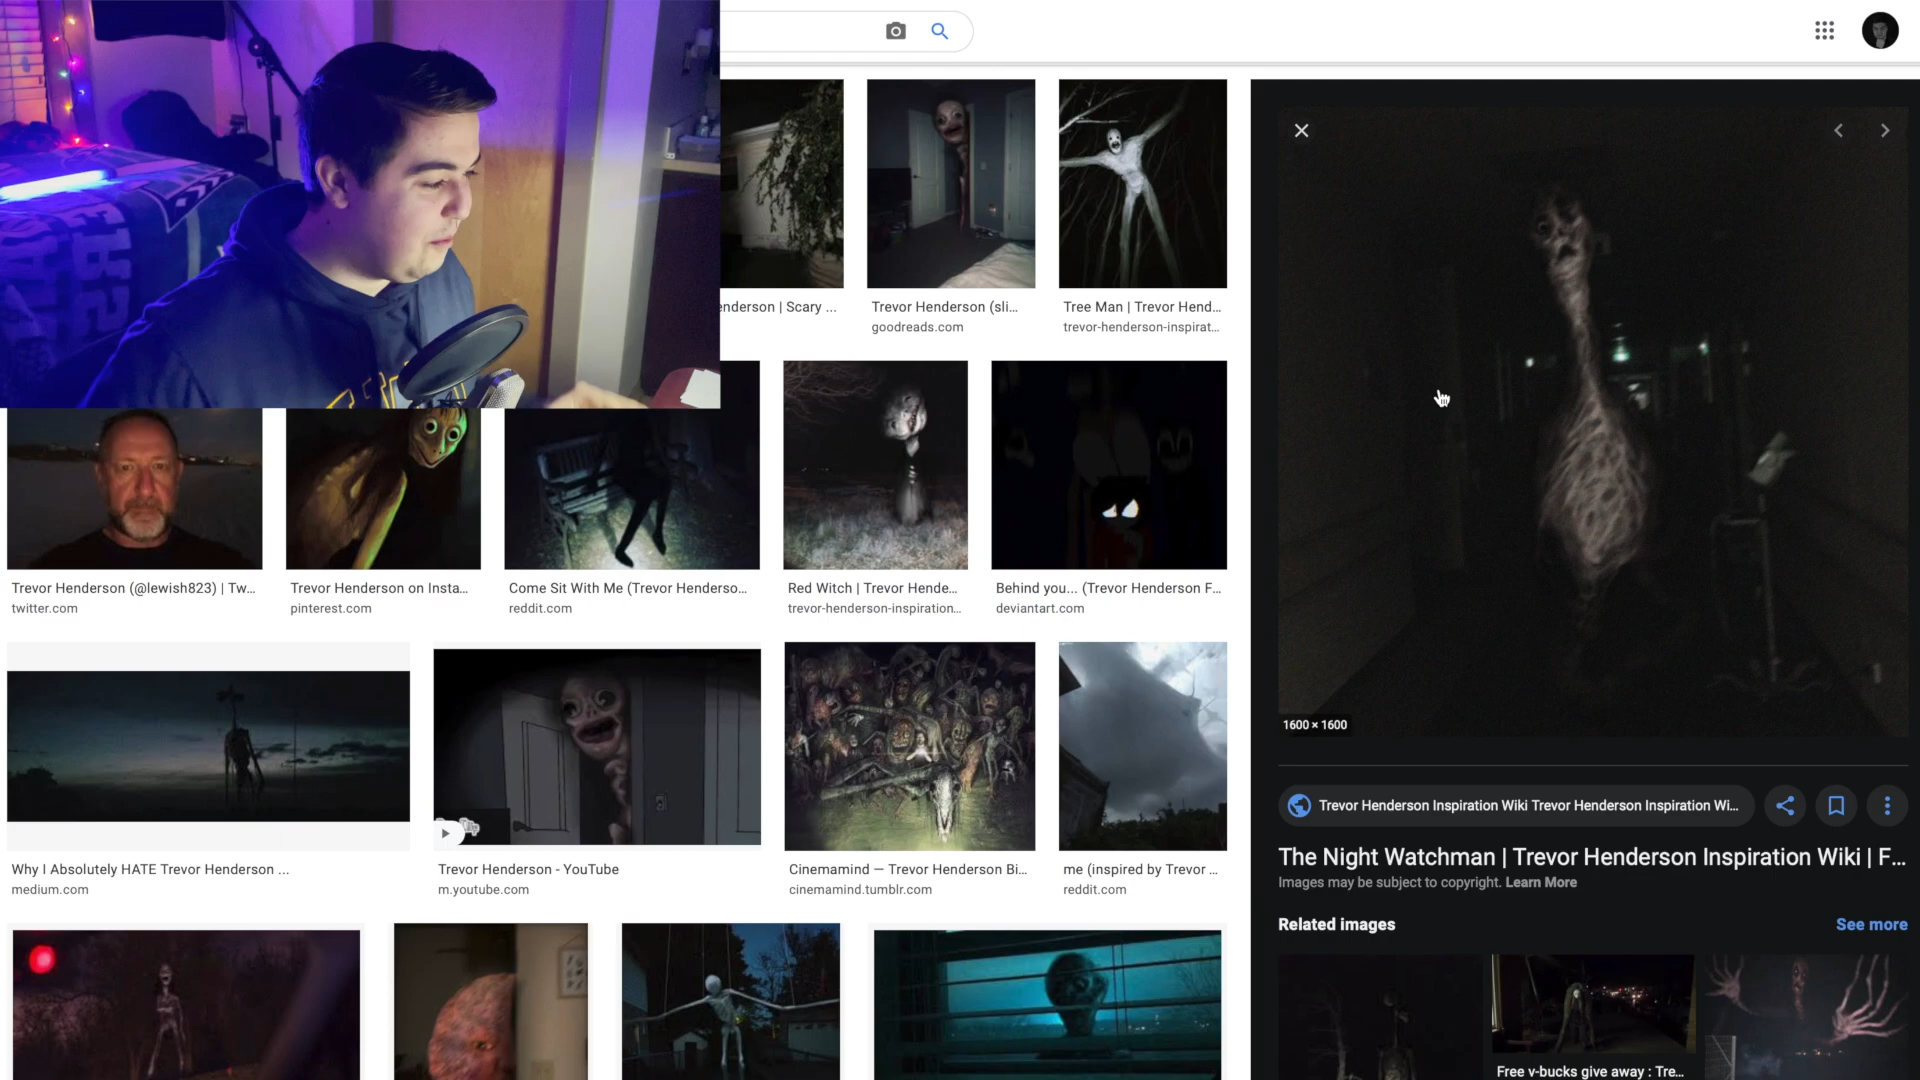 enderson | Scary ...
Trevor Henderson (sli...
goodreads.com
Tree Man | Trevor Hend...
trevor-henderson-inspirat...
Trevor Henderson (@lewish823) | Tw...
twitter.com
Trevor Henderson on Insta...
pinterest.com
Come Sit With Me (Trevor Henderso...
reddit.com
Red Witch | Trevor Hende...
trevor-henderson-inspiration...
Behind you... (Trevor Henderson F...
deviantart.com
1600 × 1600
Trevor Henderson Inspiration Wiki Trevor Henderson Inspiration Wi...
The Night Watchman | Trevor Henderson Inspiration Wiki | F...
Images may be subject to copyright. Learn More
Why I Absolutely HATE Trevor Henderson ...
medium.com
Trevor Henderson - YouTube
m.youtube.com
Cinemamind — Trevor Henderson Bi...
cinemamind.tumblr.com
me (inspired by Trevor ...
reddit.com
Related images
See more
Free v-bucks give away : Tre...